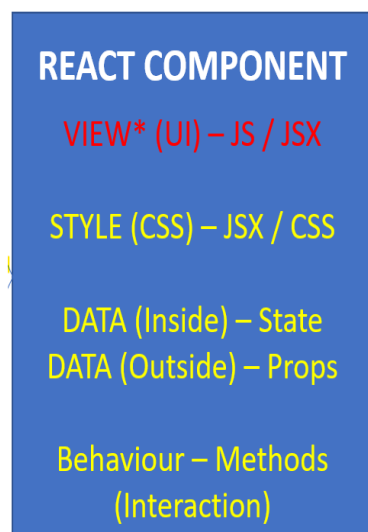 REACT COMPONENT
VIEW* (UI) – JS / JSX
STYLE (CSS) – JSX / CSS
DATA (Inside) – State
DATA (Outside) – Props
Behaviour – Methods
(Interaction)